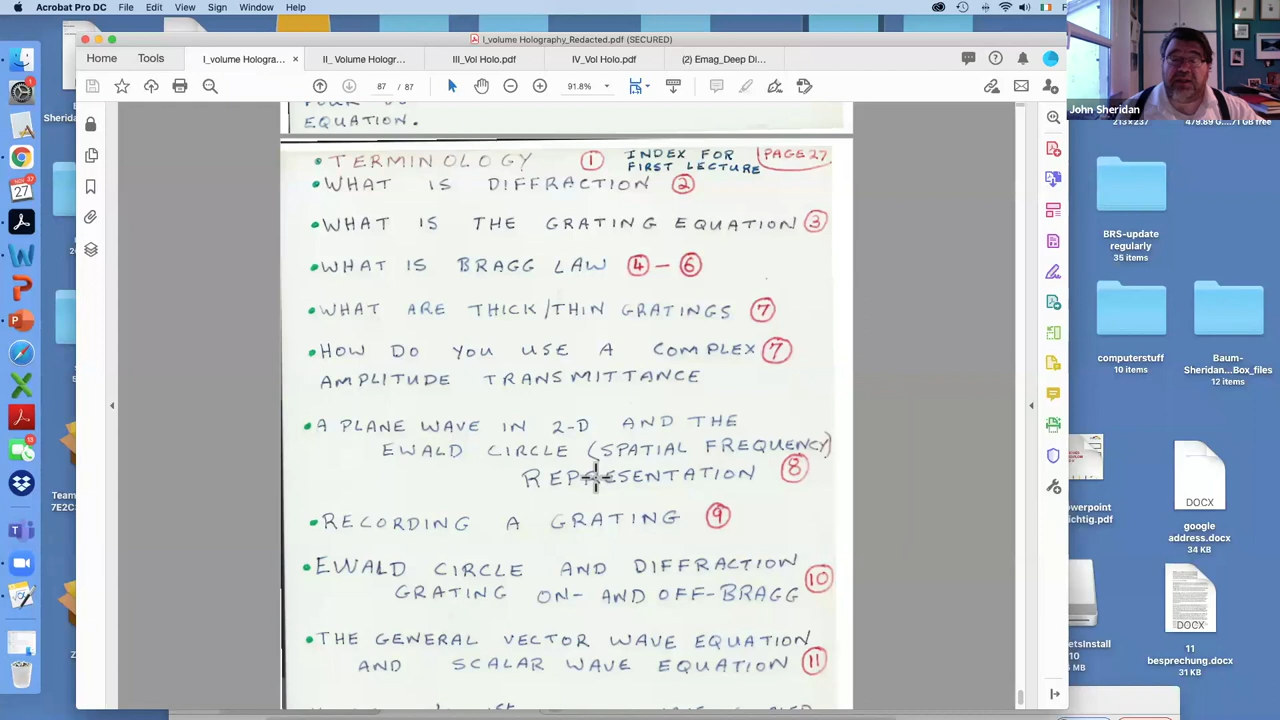 Acrobat Pro DC File Edit View Sign Window Help
I_volume Holography_Redacted.pdf (SECURED)
Home Tools I_volume Hologra... × II_ Volume Hologr... III_Vol Holo.pdf IV_Vol Holo.pdf (2) Emag_Deep Di...
87 / 87 91.8%
EQUATION.
• TERMINOLOGY ① INDEX FOR FIRST LECTURE PAGE 27
• WHAT IS DIFFRACTION ②
• WHAT IS THE GRATING EQUATION ③
• WHAT IS BRAGG LAW ④ - ⑥
• WHAT ARE THICK/THIN GRATINGS ⑦
• HOW DO YOU USE A COMPLEX ⑦
AMPLITUDE TRANSMITTANCE
• A PLANE WAVE IN 2-D AND THE
EWALD CIRCLE (SPATIAL FREQUENCY)
REPRESENTATION ⑧
• RECORDING A GRATING ⑨
• EWALD CIRCLE AND DIFFRACTION
GRATING ON- AND OFF-BRAGG ⑩
• THE GENERAL VECTOR WAVE EQUATION
AND SCALAR WAVE EQUATION ⑪
John Sheridan
BRS-update
regularly
35 items
computerstuff
10 items
Baum-
Sheridan...Box_files
12 items
DOCX
google
address.docx
34 KB
DOCX
11
besprechung.docx
31 KB